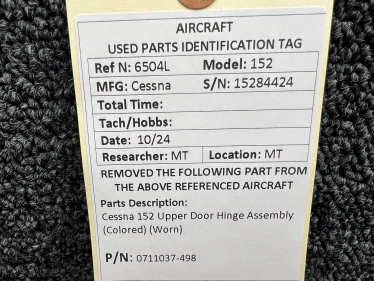 AIRCRAFT
USED PARTS IDENTIFICATION TAG
Ref N: 6504L Model: 152
MFG: Cessna S/N: 15284424
Total Time:
Tach/Hobbs:
Date: 10/24
Researcher: MT Location: MT
REMOVED THE FOLLOWING PART FROM
THE ABOVE REFERENCED AIRCRAFT
Parts Description:
Cessna 152 Upper Door Hinge Assembly
(Colored) (Worn)
P/N: 0711037-498